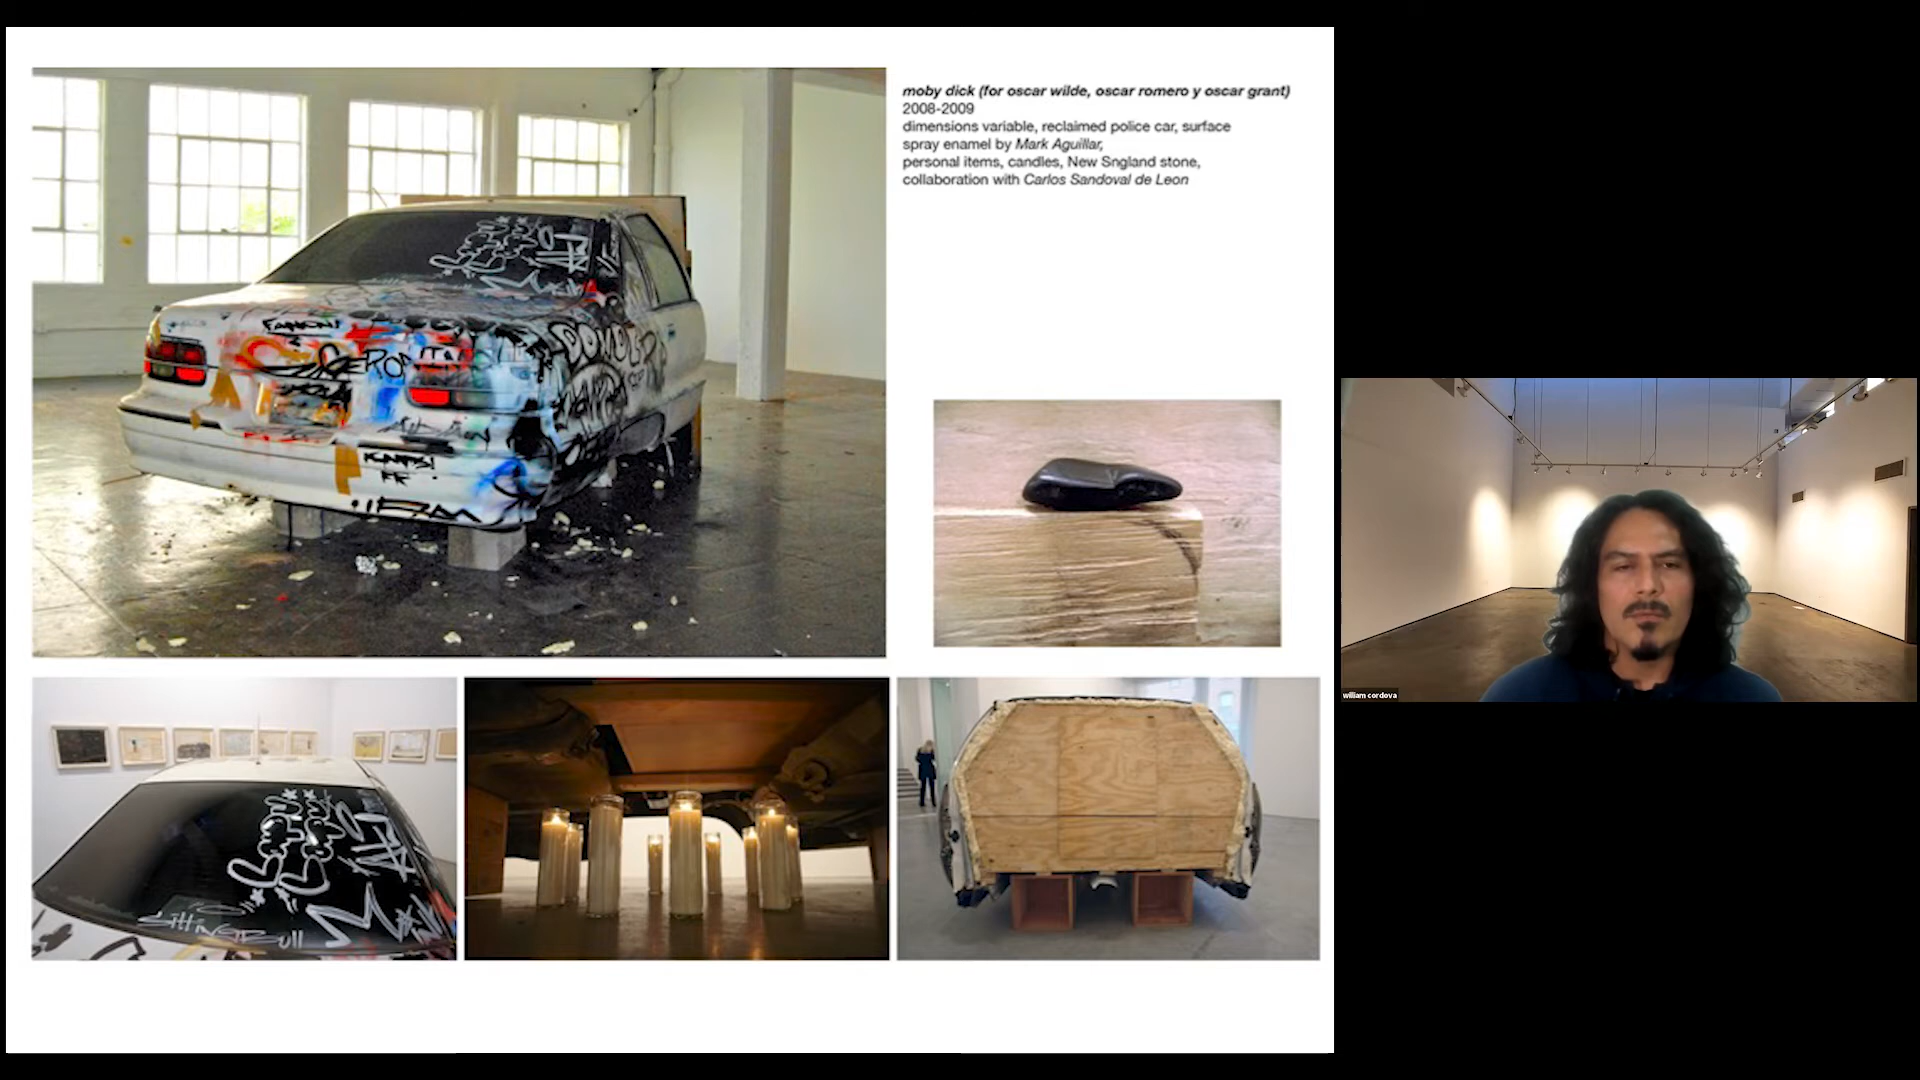 moby dick (for oscar wilde, oscar romero y oscar grant)
2008-2009
dimensions variable, reclaimed police car, surface
spray enamel by Mark Aguillar,
personal items, candles, New Sngland stone,
collaboration with Carlos Sandoval de Leon
SittingBull
william cordova